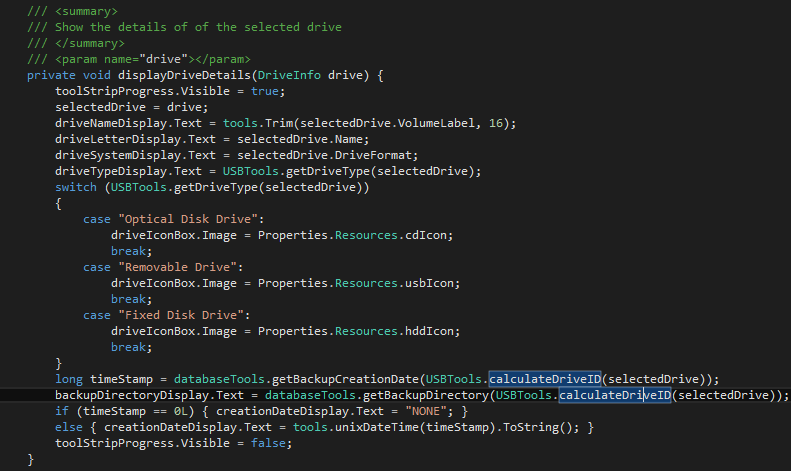 /// <summary>
/// Show the details of of the selected drive
/// </summary>
/// <param name="drive"></param>
private void displayDriveDetails(DriveInfo drive) {
toolStripProgress.Visible = true;
selectedDrive = drive;
driveNameDisplay.Text = tools.Trim(selectedDrive.VolumeLabel, 16);
driveLetterDisplay.Text = selectedDrive.Name;
driveSystemDisplay.Text = selectedDrive.DriveFormat;
driveTypeDisplay.Text = USBTools.getDriveType(selectedDrive);
switch (USBTools.getDriveType(selectedDrive))
{
case "Optical Disk Drive":
driveIconBox.Image = Properties.Resources.cdIcon;
break;
case "Removable Drive":
driveIconBox.Image = Properties.Resources.usbIcon;
break;
case "Fixed Disk Drive":
driveIconBox.Image = Properties.Resources.hddIcon;
break;
}
long timeStamp = databaseTools.getBackupCreationDate(USBTools.calculateDriveID(selectedDrive));
backupDirectoryDisplay.Text = databaseTools.getBackupDirectory(USBTools.calculateDriveID(selectedDrive));
if (timeStamp == 0L) { creationDateDisplay.Text = "NONE"; }
else { creationDateDisplay.Text = tools.unixDateTime(timeStamp).ToString(); }
toolStripProgress.Visible = false;
}